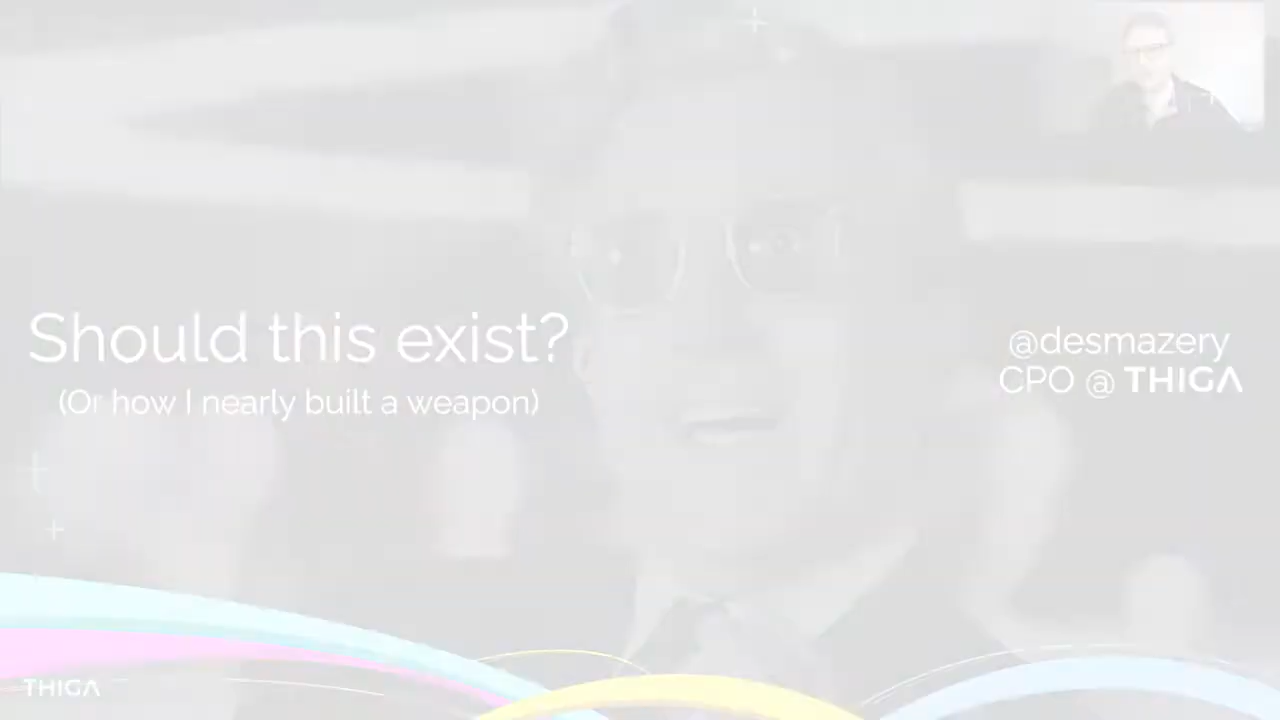 Should this exist?
(Or how I nearly built a weapon)
@desmazery
CPO @ THIGA
THIGA